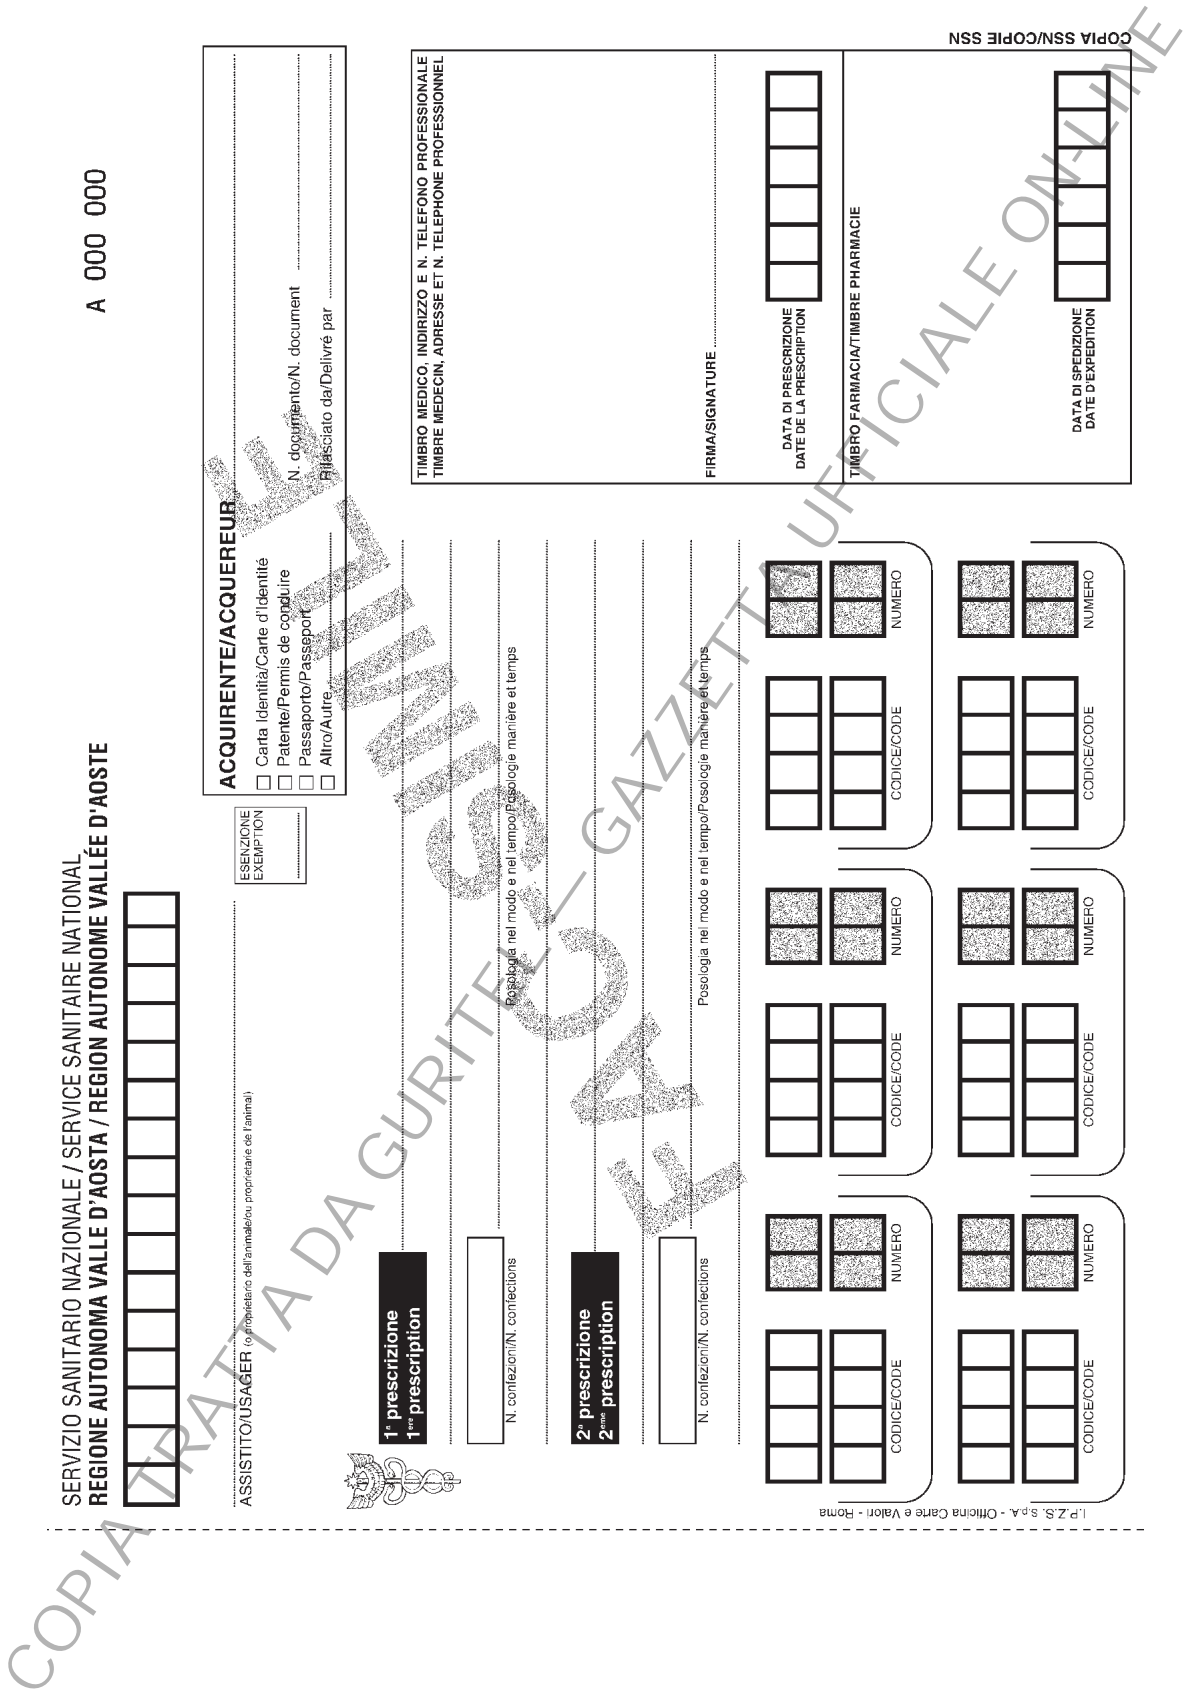 SERVIZIO SANITARIO NAZIONALE / SERVICE SANITAIRE NATIONAL
REGIONE AUTONOMA VALLE D'AOSTA / REGION AUTONOME VALLÉE D'AOSTE
A 000 000
ASSISTITO/USAGER (o proprietario dell'animale/ou proprietarie de l'animal)
ESENZIONE
EXEMPTION
ACQUIRENTE/ACQUEREUR
Carta Identità/Carte d'Identité
Patente/Permis de conduire
Passaporto/Passeport
Altro/Autre
N. documento/N. document
Rilasciato da/Delivré par
1ª prescrizione
1ere prescription
N. confezioni/N. confections
Posologia nel modo e nel tempo/Posologie manière et temps
2ª prescrizione
2eme prescription
N. confezioni/N. confections
Posologia nel modo e nel tempo/Posologie manière et temps
TIMBRO MEDICO, INDIRIZZO E N. TELEFONO PROFESSIONALE
TIMBRE MEDECIN, ADRESSE ET N. TELEPHONE PROFESSIONNEL
FIRMA/SIGNATURE
DATA DI PRESCRIZIONE
DATE DE LA PRESCRIPTION
TIMBRO FARMACIA/TIMBRE PHARMACIE
DATA DI SPEDIZIONE
DATE D'EXPEDITION
CODICE/CODE NUMERO CODICE/CODE NUMERO CODICE/CODE NUMERO
CODICE/CODE NUMERO CODICE/CODE NUMERO CODICE/CODE NUMERO
I.P.Z.S. S.p.A. - Officina Carte e Valori - Roma
COPIA SSN/COPIE SSN
FAC-SIMILE
COPIA TRATTA DA GURITEL — GAZZETTA UFFICIALE ON-LINE